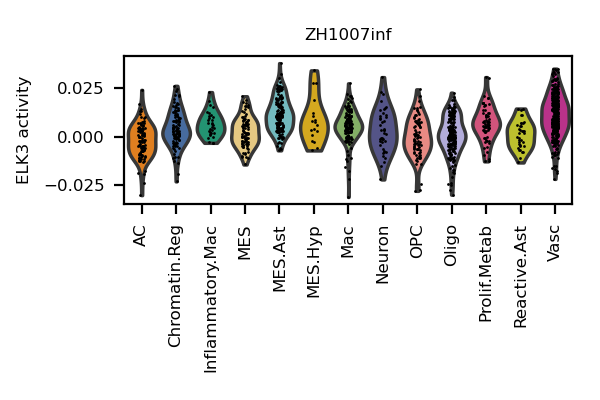 ZH1007inf
ELK3 activity
0.025
0.000
−0.025
AC
Chromatin.Reg
Inflammatory.Mac
MES
MES.Ast
MES.Hyp
Mac
Neuron
OPC
Oligo
Prolif.Metab
Reactive.Ast
Vasc